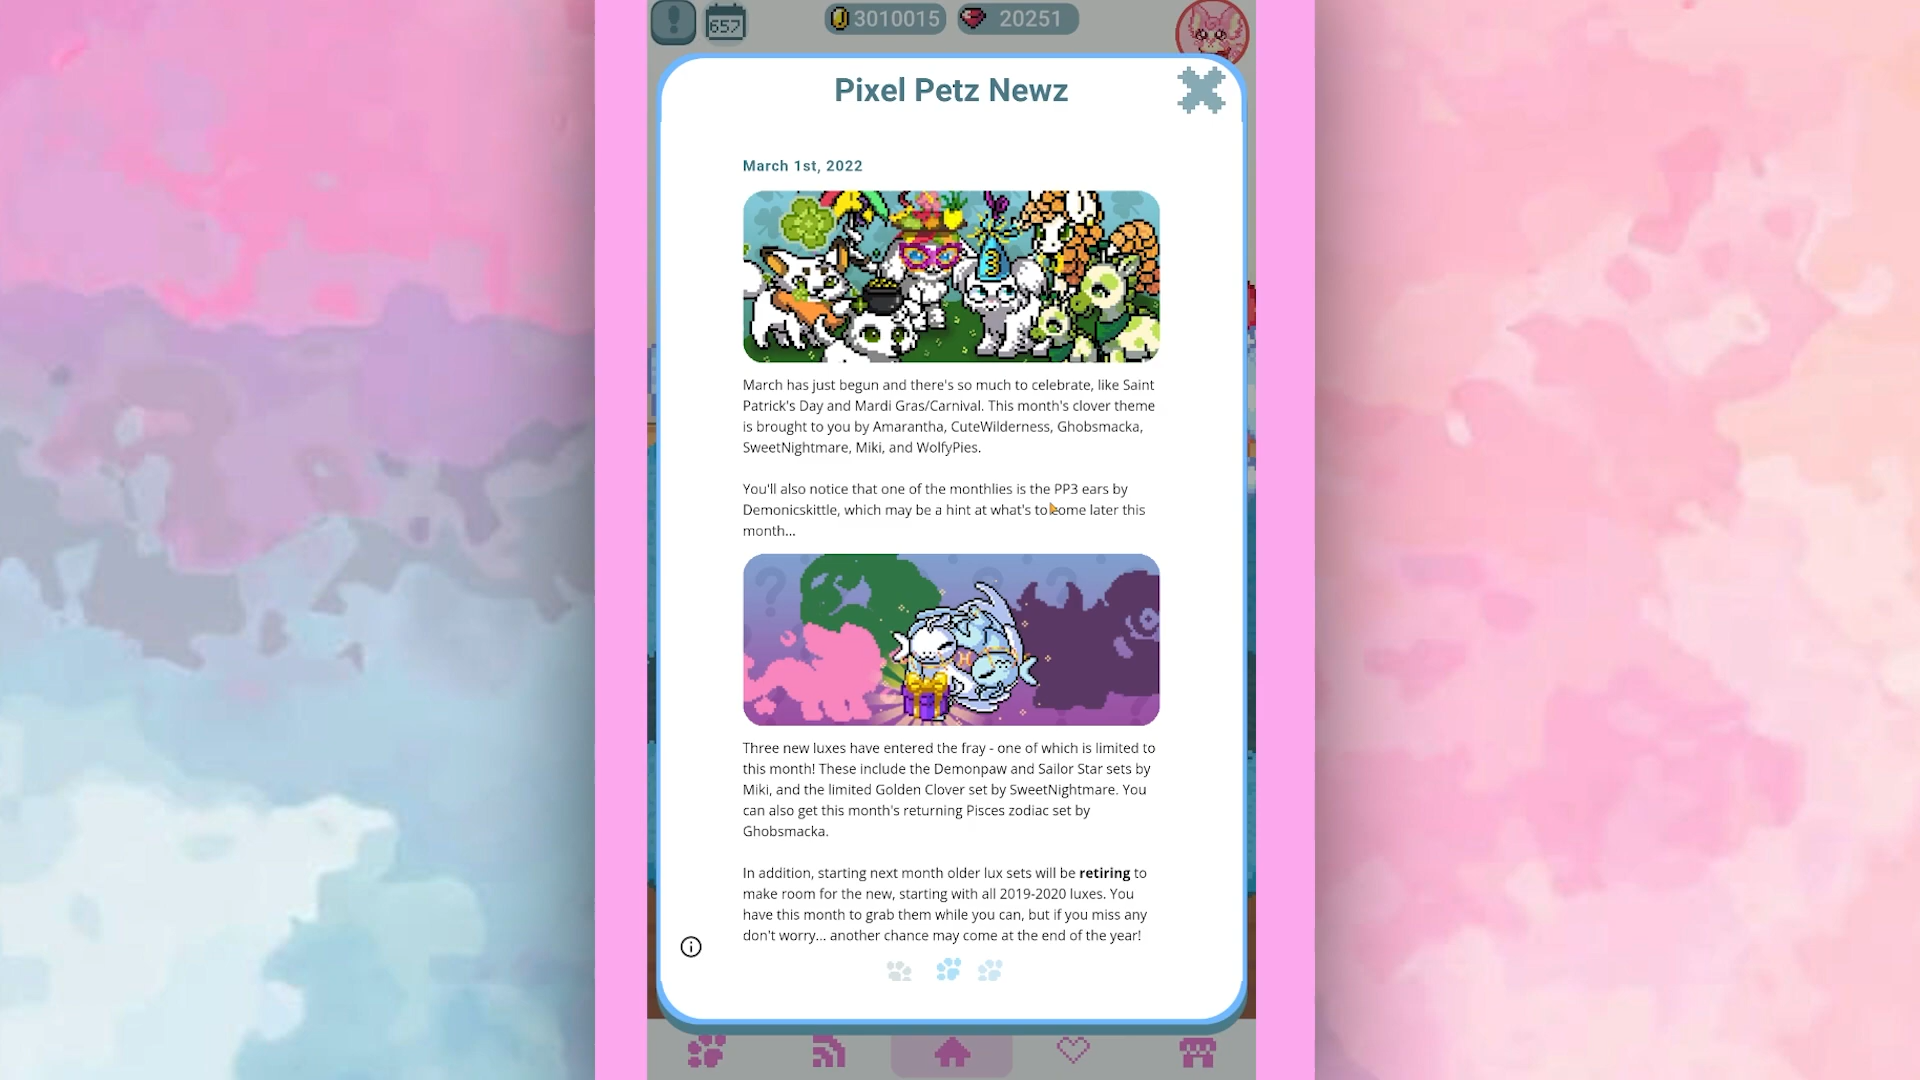 657
3010015
20251
Pixel Petz Newz
March 1st, 2022
March has just begun and there's so much to celebrate, like Saint
Patrick's Day and Mardi Gras/Carnival. This month's clover theme
is brought to you by Amarantha, CuteWilderness, Ghobsmacka,
SweetNightmare, Miki, and WolfyPies.
You'll also notice that one of the monthlies is the PP3 ears by
Demonicskittle, which may be a hint at what's to come later this
month...
Three new luxes have entered the fray - one of which is limited to
this month! These include the Demonpaw and Sailor Star sets by
Miki, and the limited Golden Clover set by SweetNightmare. You
can also get this month's returning Pisces zodiac set by
Ghobsmacka.
In addition, starting next month older lux sets will be retiring to
make room for the new, starting with all 2019-2020 luxes. You
have this month to grab them while you can, but if you miss any
don't worry... another chance may come at the end of the year!